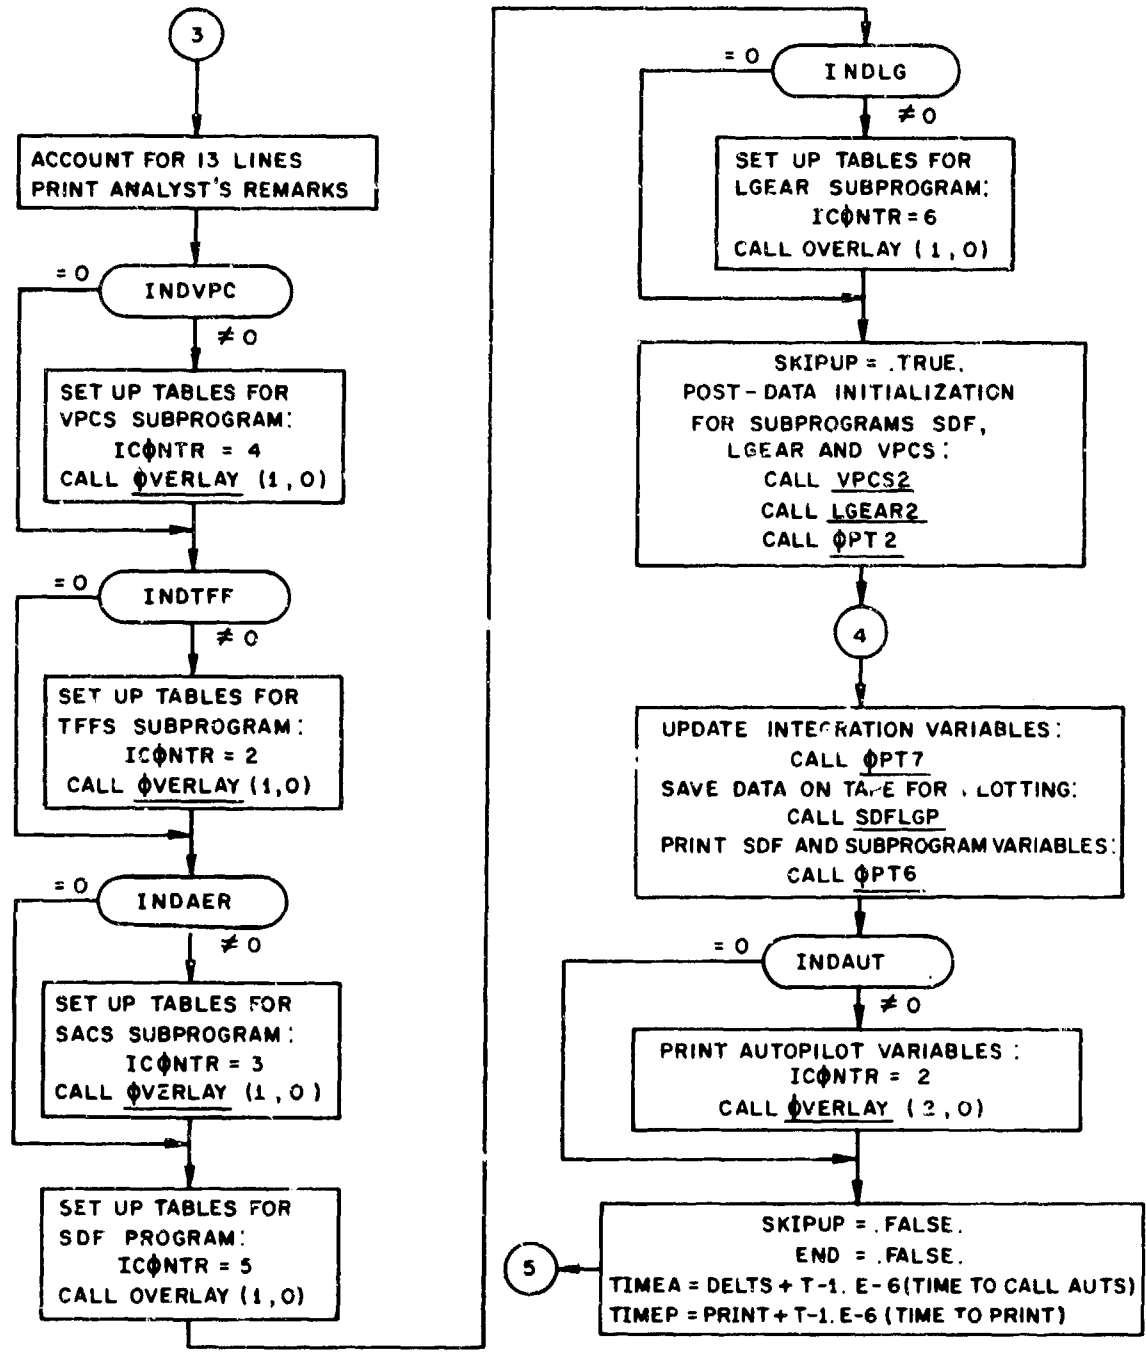 3
ACCOUNT FOR 13 LINES
PRINT ANALYST'S REMARKS
= 0
INDVPC
≠ 0
SET UP TABLES FOR
VPCS SUBPROGRAM:
ICϕNTR = 4
CALL ϕVERLAY (1,0)
= 0
INDTFF
≠ 0
SET UP TABLES FOR
TFFS SUBPROGRAM:
ICϕNTR = 2
CALL ϕVERLAY (1,0)
= 0
INDAER
≠ 0
SET UP TABLES FOR
SACS SUBPROGRAM:
ICϕNTR = 3
CALL ϕVERLAY (1,0)
SET UP TABLES FOR
SDF PROGRAM:
ICϕNTR = 5
CALL OVERLAY (1,0)
= 0
INDLG
≠ 0
SET UP TABLES FOR
LGEAR SUBPROGRAM:
ICϕNTR = 6
CALL OVERLAY (1,0)
SKIPUP = .TRUE.
POST-DATA INITIALIZATION
FOR SUBPROGRAMS SDF,
LGEAR AND VPCS:
CALL VPCS2
CALL LGEAR2
CALL ϕPT2
4
UPDATE INTEGRATION VARIABLES:
CALL ϕPT7
SAVE DATA ON TAPE FOR PLOTTING:
CALL SDFLGP
PRINT SDF AND SUBPROGRAM VARIABLES:
CALL ϕPT6
= 0
INDAUT
≠ 0
PRINT AUTOPILOT VARIABLES:
ICϕNTR = 2
CALL ϕVERLAY ( ,0)
SKIPUP = .FALSE.
END = .FALSE.
TIMEA = DELTS + T-1. E-6 (TIME TO CALL AUTS)
TIMEP = PRINT + T-1. E-6 (TIME TO PRINT)
5